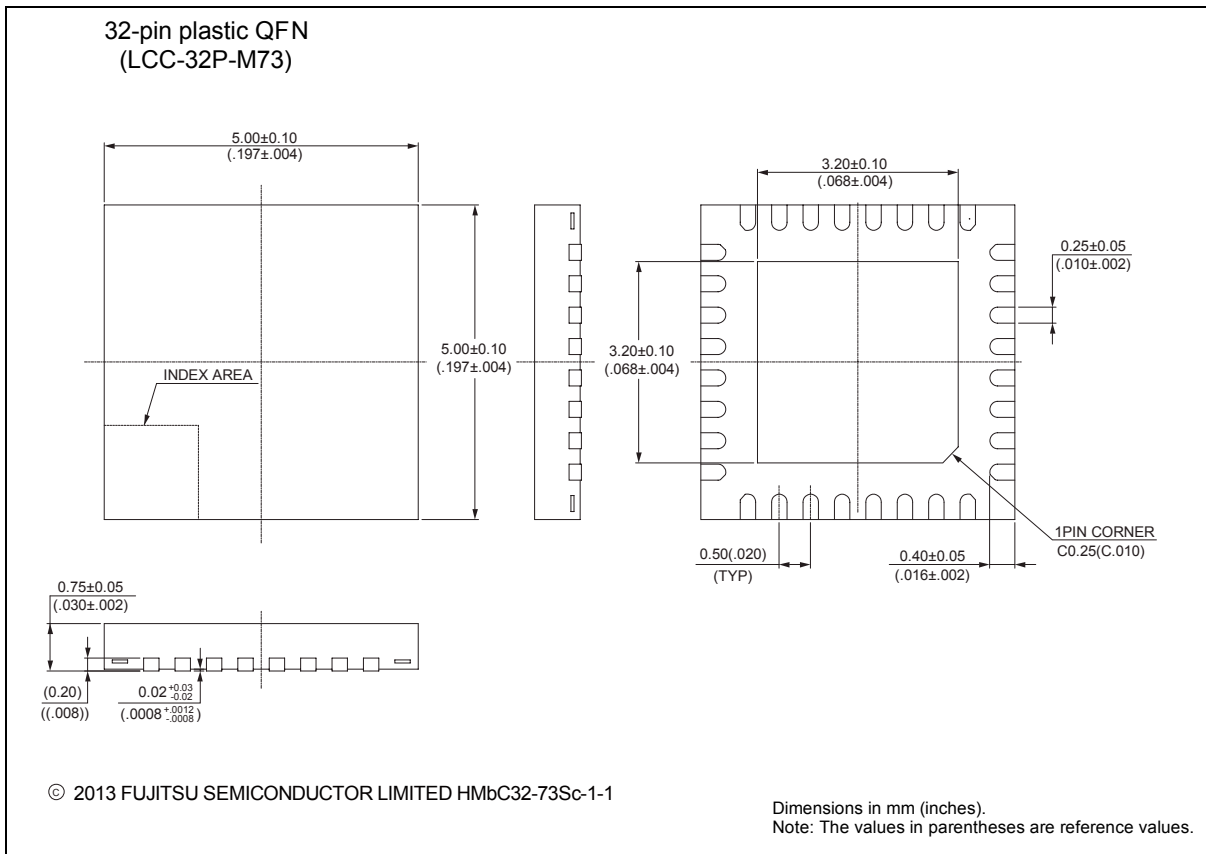 32-pin plastic QFN
(LCC-32P-M73)
5.00±0.10
(.197±.004)
3.20±0.10
(.068±.004)
0.25±0.05
(.010±.002)
5.00±0.10
(.197±.004)
3.20±0.10
(.068±.004)
INDEX AREA
1PIN CORNER
C0.25(C.010)
0.50(.020)
(TYP)
0.40±0.05
(.016±.002)
0.75±0.05
(.030±.002)
(0.20)
((.008))
0.02 +0.03 -0.02
(.0008 +.0012 -.0008 )
© 2013 FUJITSU SEMICONDUCTOR LIMITED HMbC32-73Sc-1-1
Dimensions in mm (inches).
Note: The values in parentheses are reference values.